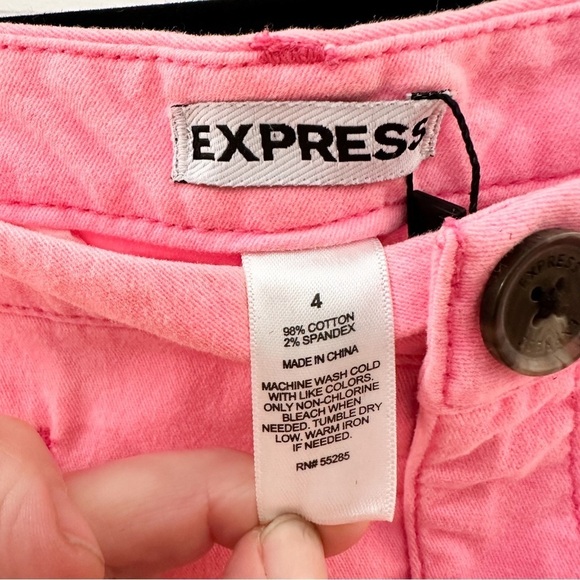 EXPRESS
EXPRESS
4
98% COTTON
2% SPANDEX
MADE IN CHINA
MACHINE WASH COLD
WITH LIKE COLORS.
ONLY NON-CHLORINE
BLEACH WHEN
NEEDED. TUMBLE DRY
LOW. WARM IRON
IF NEEDED.
RN# 55285